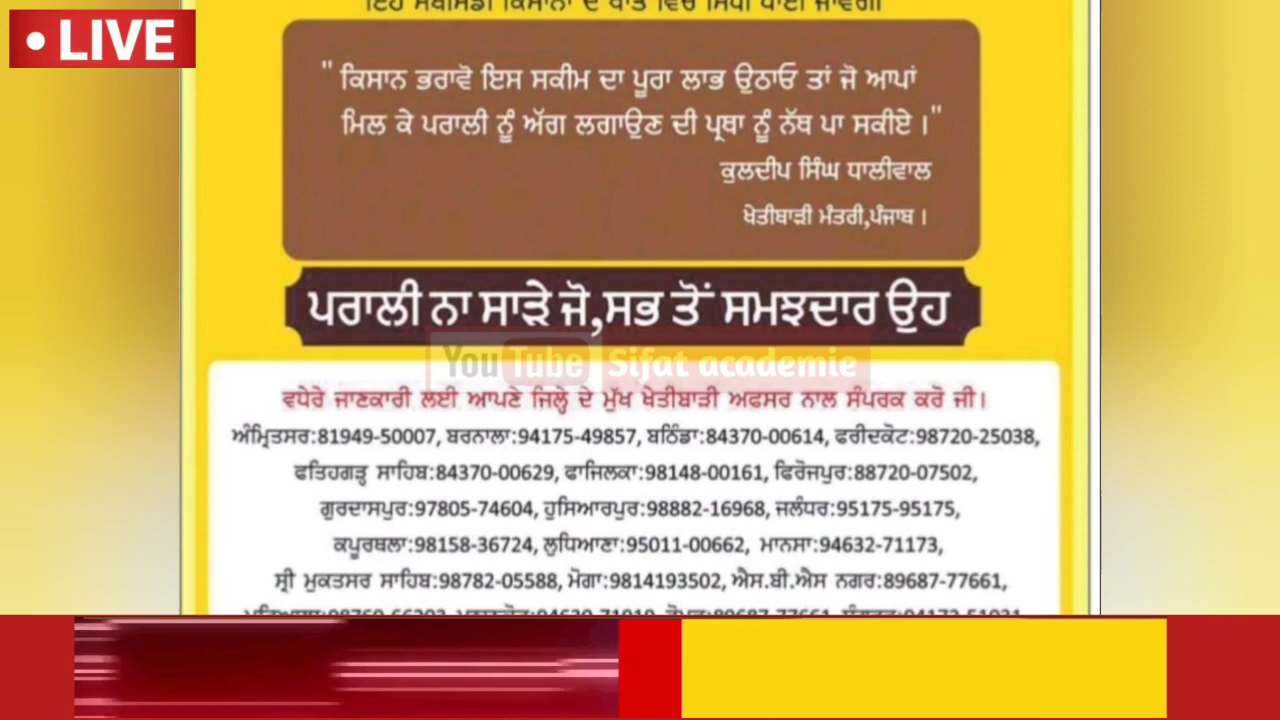 LIVE
ਇਹ ਸਬਸਿਡੀ ਕਿਸਾਨਾਂ ਦੇ ਖਾਤੇ ਵਿੱਚ ਸਿੱਧੀ ਪਾਈ ਜਾਵੇਗੀ
" ਕਿਸਾਨ ਭਰਾਵੋ ਇਸ ਸਕੀਮ ਦਾ ਪੂਰਾ ਲਾਭ ਉਠਾਓ ਤਾਂ ਜੋ ਆਪਾਂ
ਮਿਲ ਕੇ ਪਰਾਲੀ ਨੂੰ ਅੱਗ ਲਗਾਉਣ ਦੀ ਪ੍ਰਥਾ ਨੂੰ ਨੱਥ ਪਾ ਸਕੀਏ ।"
ਕੁਲਦੀਪ ਸਿੰਘ ਧਾਲੀਵਾਲ
ਖੇਤੀਬਾੜੀ ਮੰਤਰੀ,ਪੰਜਾਬ ।
ਪਰਾਲੀ ਨਾ ਸਾੜੇ ਜੋ,ਸਭ ਤੋਂ ਸਮਝਦਾਰ ਉਹ
YouTube Sifat academie
ਵਧੇਰੇ ਜਾਣਕਾਰੀ ਲਈ ਆਪਣੇ ਜਿਲ੍ਹੇ ਦੇ ਮੁੱਖ ਖੇਤੀਬਾੜੀ ਅਫਸਰ ਨਾਲ ਸੰਪਰਕ ਕਰੋ ਜੀ।
ਅੰਮ੍ਰਿਤਸਰ:81949-50007, ਬਰਨਾਲਾ:94175-49857, ਬਠਿੰਡਾ:84370-00614, ਫਰੀਦਕੋਟ:98720-25038,
ਫਤਿਹਗੜ੍ਹ ਸਾਹਿਬ:84370-00629, ਫਾਜਿਲਕਾ:98148-00161, ਫਿਰੋਜਪੁਰ:88720-07502,
ਗੁਰਦਾਸਪੁਰ:97805-74604, ਹੁਸਿਆਰਪੁਰ:98882-16968, ਜਲੰਧਰ:95175-95175,
ਕਪੂਰਥਲਾ:98158-36724, ਲੁਧਿਆਣਾ:95011-00662, ਮਾਨਸਾ:94632-71173,
ਸ੍ਰੀ ਮੁਕਤਸਰ ਸਾਹਿਬ:98782-05588, ਮੋਗਾ:9814193502, ਐਸ.ਬੀ.ਐਸ ਨਗਰ:89687-77661,